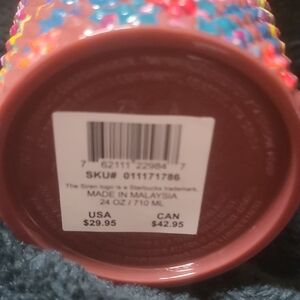 7 62111 22984 7
SKU# 011171786
The Siren logo is a Starbucks trademark.
MADE IN MALAYSIA
24 OZ / 710 ML
USA CAN
$29.95 $42.95